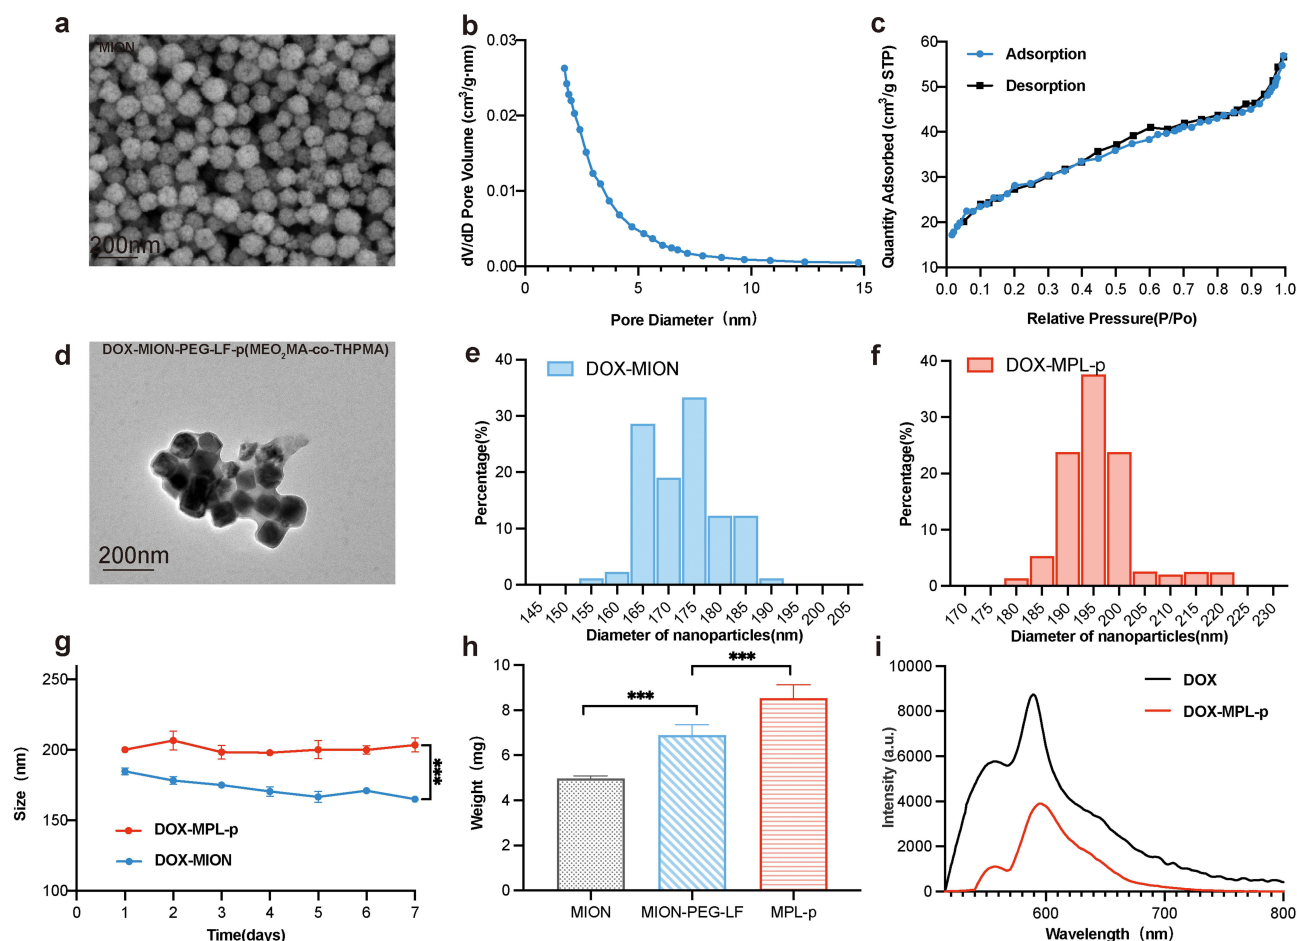 a
MION
200nm
b
dV/dD Pore Volume (cm³/g·nm)
0.03
0.02
0.01
0.00
0 5 10 15
Pore Diameter (nm)
c
Quantity Adsorbed (cm³/g STP)
60
50
40
30
20
10
Adsorption
Desorption
0.0 0.1 0.2 0.3 0.4 0.5 0.6 0.7 0.8 0.9 1.0
Relative Pressure(P/Po)
d
DOX-MION-PEG-LF-p(MEO₂MA-co-THPMA)
200nm
e
Percentage(%)
40
30
20
10
0
DOX-MION
145 150 155 160 165 170 175 180 185 190 195 200 205
Diameter of nanoparticles(nm)
f
Percentage(%)
40
30
20
10
0
DOX-MPL-p
170 175 180 185 190 195 200 205 210 215 220 225 230
Diameter of nanoparticles(nm)
g
Size (nm)
250
200
150
100
***
DOX-MPL-p
DOX-MION
0 1 2 3 4 5 6 7
Time(days)
h
Weight (mg)
10
8
6
4
2
0
***
***
MION MION-PEG-LF MPL-p
i
Intensity (a.u.)
10000
8000
6000
4000
2000
0
DOX
DOX-MPL-p
600 700 800
Wavelength (nm)